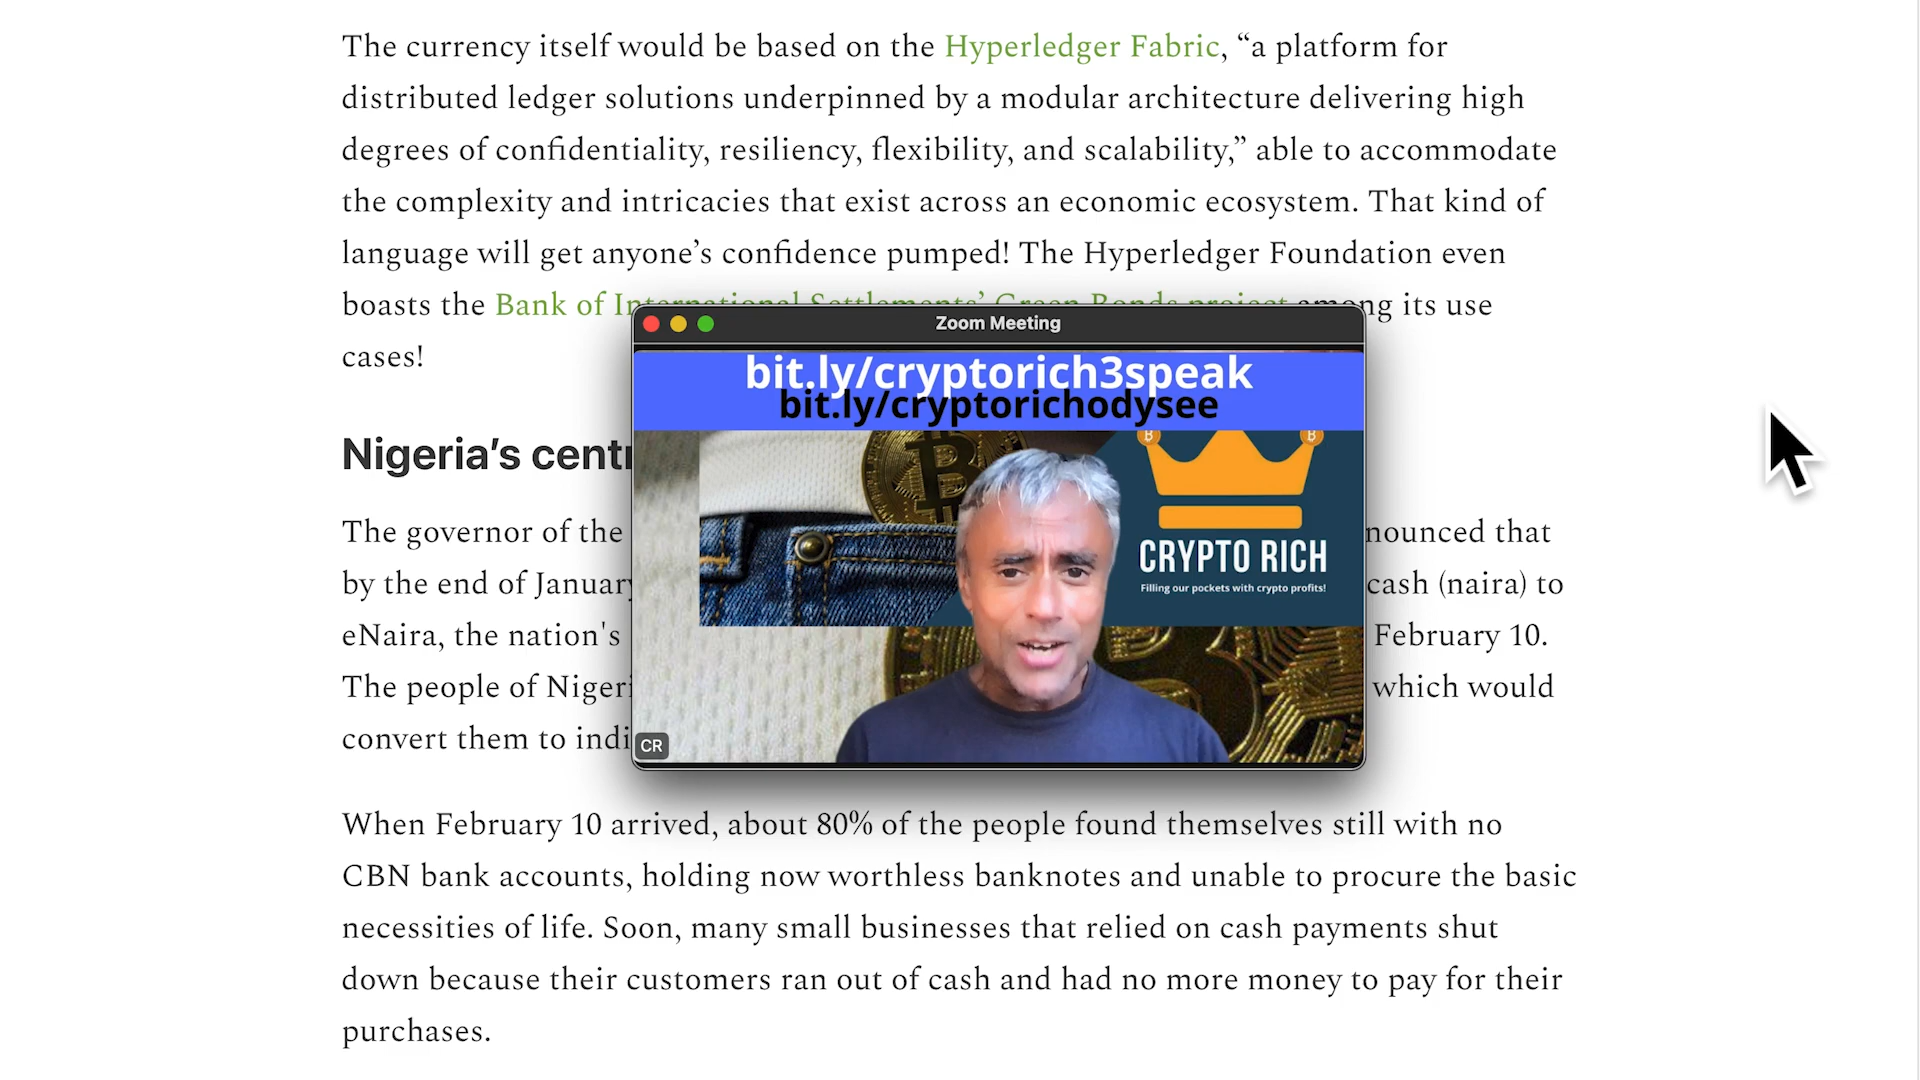 The currency itself would be based on the Hyperledger Fabric, “a platform for
distributed ledger solutions underpinned by a modular architecture delivering high
degrees of confidentiality, resiliency, flexibility, and scalability,” able to accommodate
the complexity and intricacies that exist across an economic ecosystem. That kind of
language will get anyone’s confidence pumped! The Hyperledger Foundation even
boasts the Bank of International Settlements’ Green Bonds project among its use
cases!
Zoom Meeting
bit.ly/cryptorich3speak
bit.ly/cryptorichodysee
CRYPTO RICH
Filling our pockets with crypto profits!
CR
Nigeria’s
The governor of the
that
by the end of
cash (naira) to
eNaira, the nation's
February 10.
The people of
which would
convert them to
When February 10 arrived, about 80% of the people found themselves still with no
CBN bank accounts, holding now worthless banknotes and unable to procure the basic
necessities of life. Soon, many small businesses that relied on cash payments shut
down because their customers ran out of cash and had no more money to pay for their
purchases.